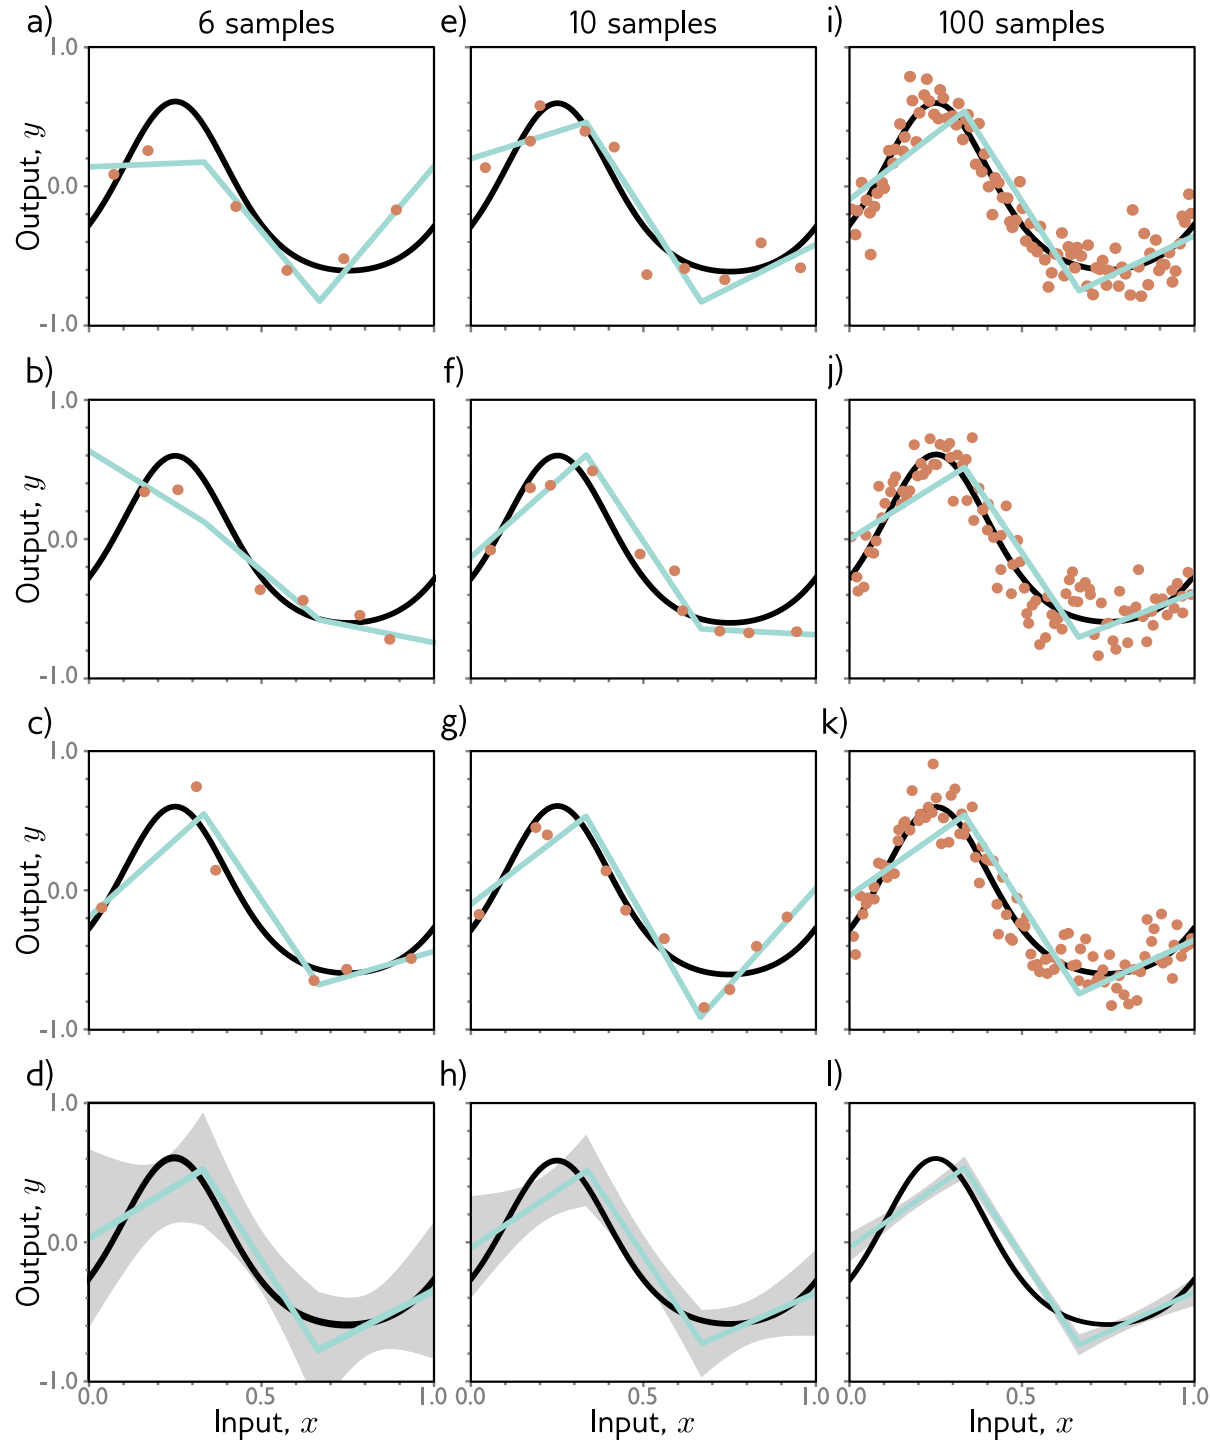 a) 6 samples e) 10 samples i) 100 samples
1.0
Output, y
0.0
-1.0
b) f) j)
1.0
Output, y
0.0
-1.0
c) g) k)
1.0
Output, y
0.0
-1.0
d) h) l)
1.0
Output, y
0.0
-1.0
0.0 0.5 1.0 0.0 0.5 1.0 0.0 0.5 1.0
Input, x Input, x Input, x